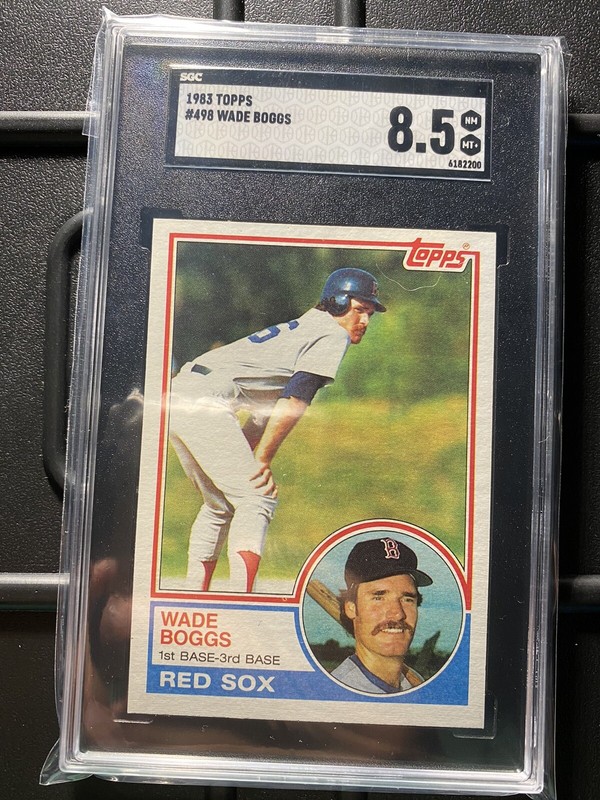 SGC
1983 TOPPS
#498 WADE BOGGS
8.5
NM
MT+
6182200
TOPPS
6
B
WADE
BOGGS
1st BASE-3rd BASE
RED SOX